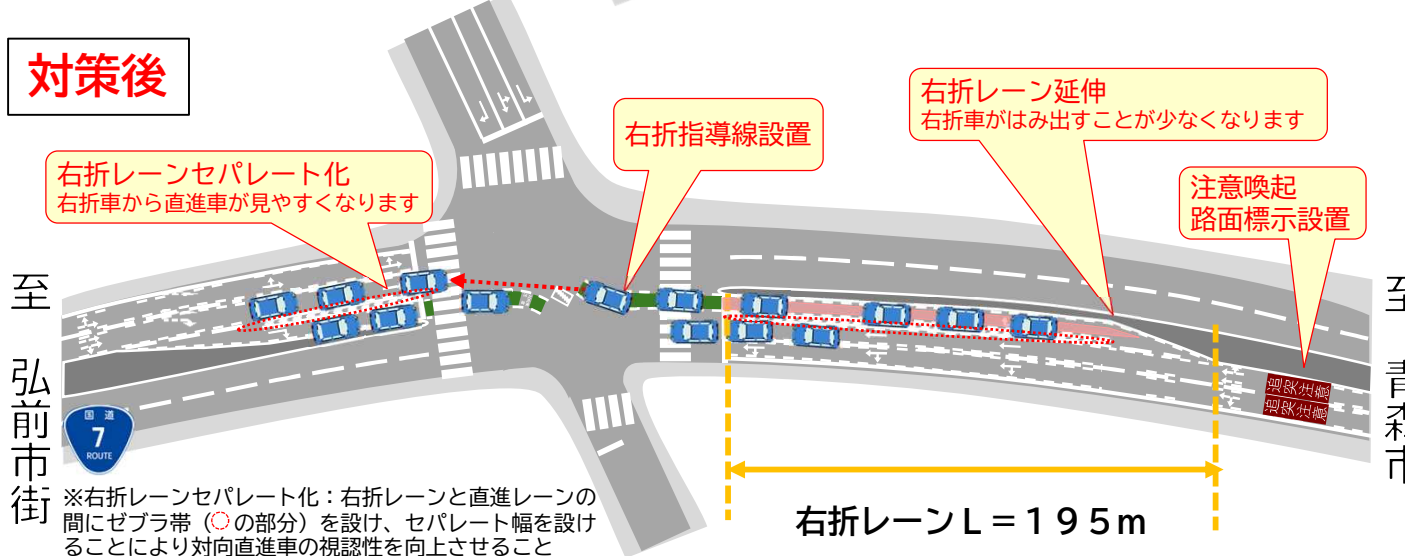 対策後
右折レーンセパレート化
右折車から直進車が見やすくなります
右折指導線設置
右折レーン延伸
右折車がはみ出すことが少なくなります
注意喚起
路面標示設置
至 弘前市街
至 青森市
追突注意
追突注意
国道
7
ROUTE
※右折レーンセパレート化：右折レーンと直進レーンの
間にゼブラ帯（◌の部分）を設け、セパレート幅を設け
ることにより対向直進車の視認性を向上させること
右折レーンＬ＝１９５ｍ